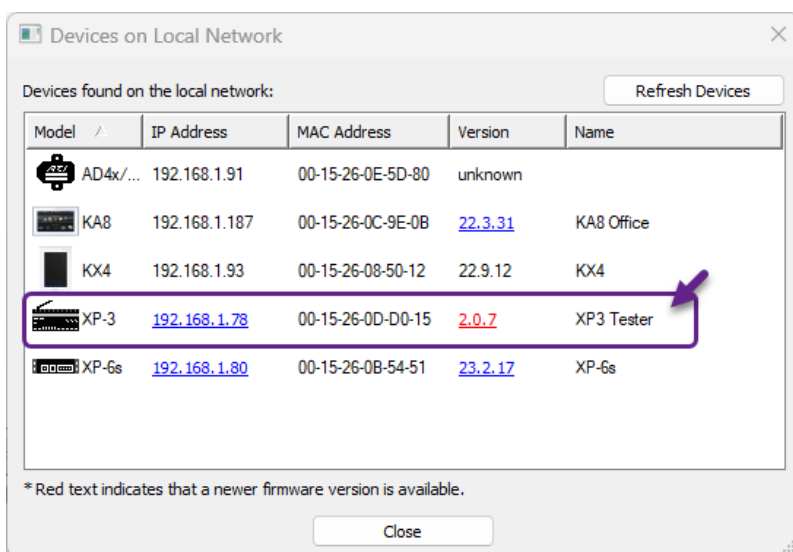 Devices on Local Network
Devices found on the local network:
Refresh Devices
Model IP Address MAC Address Version Name
AD4x/... 192.168.1.91 00-15-26-0E-5D-80 unknown
KA8 192.168.1.187 00-15-26-0C-9E-0B 22.3.31 KA8 Office
KX4 192.168.1.93 00-15-26-08-50-12 22.9.12 KX4
XP-3 192.168.1.78 00-15-26-0D-D0-15 2.0.7 XP3 Tester
XP-6s 192.168.1.80 00-15-26-0B-54-51 23.2.17 XP-6s
* Red text indicates that a newer firmware version is available.
Close